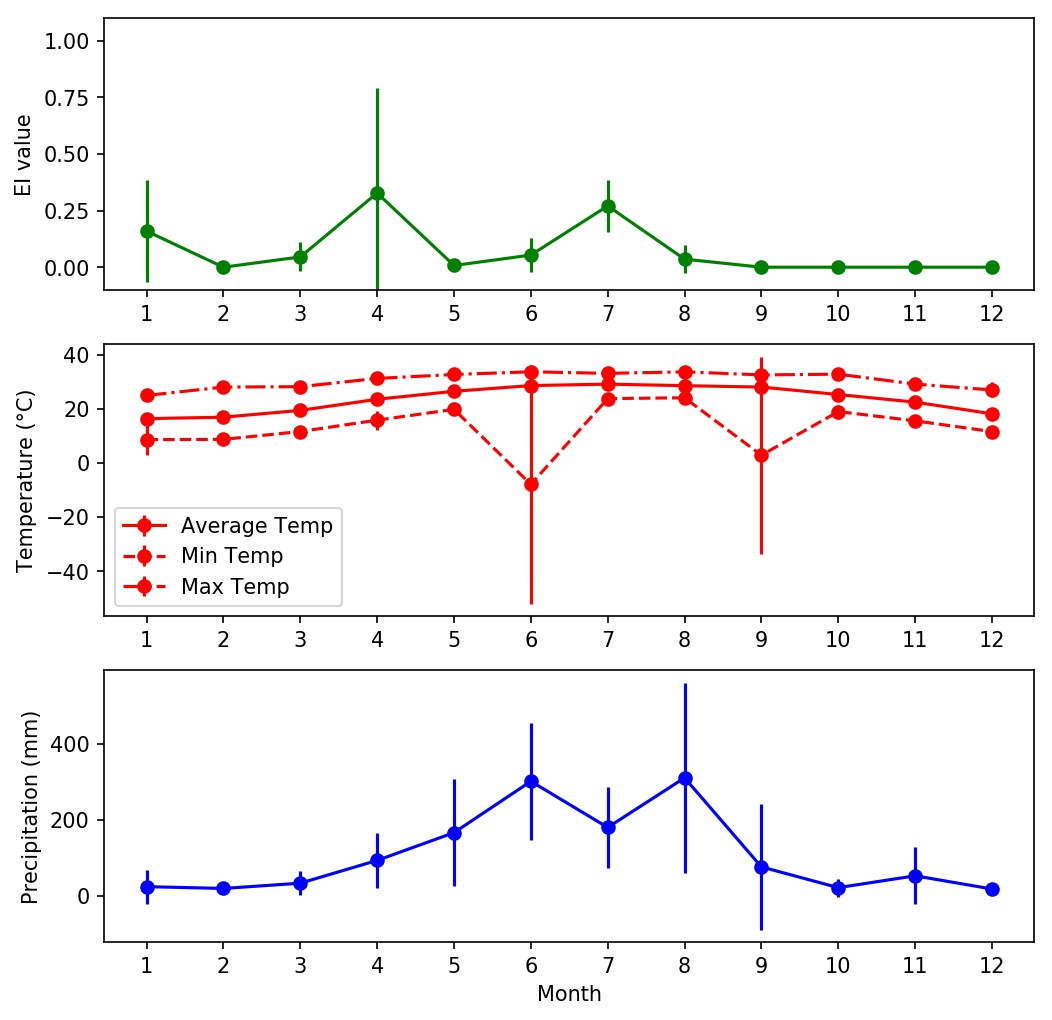 1.00
0.75
0.50
0.25
0.00
EI value
1 2 3 4 5 6 7 8 9 10 11 12
40
20
0
−20
−40
Temperature (°C)
Average Temp
Min Temp
Max Temp
1 2 3 4 5 6 7 8 9 10 11 12
400
200
0
Precipitation (mm)
1 2 3 4 5 6 7 8 9 10 11 12
Month